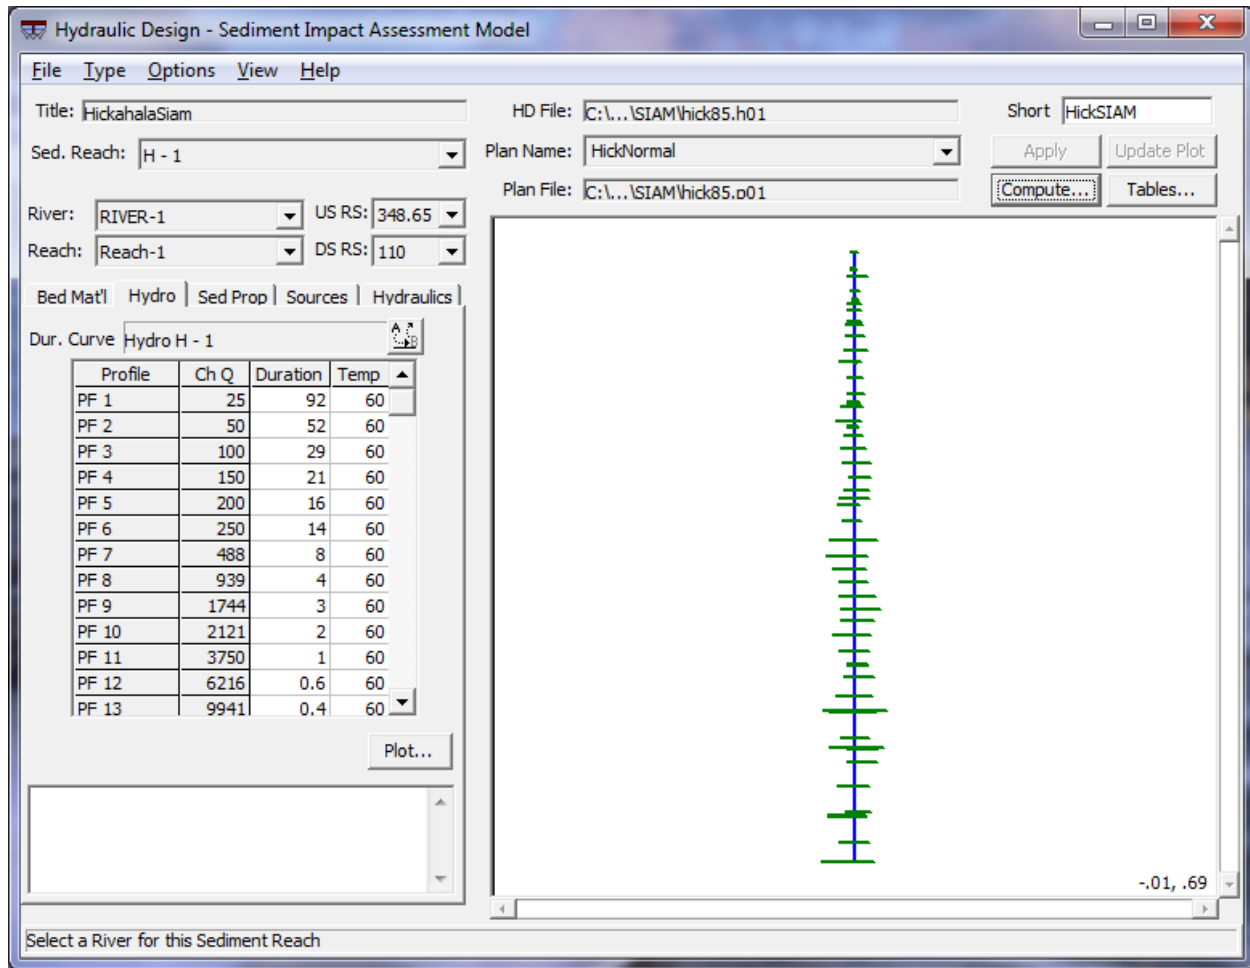 Hydraulic Design - Sediment Impact Assessment Model
File Type Options View Help
Title: HickahalaSiam
HD File: C:\...\SIAM\hick85.h01
Short HickSIAM
Sed. Reach: H - 1
Plan Name: HickNormal
Apply Update Plot
Plan File: C:\...\SIAM\hick85.p01
Compute... Tables...
River: RIVER-1 US RS: 348.65
Reach: Reach-1 DS RS: 110
Bed Mat'l Hydro Sed Prop Sources Hydraulics
Dur. Curve Hydro H - 1
A B
Profile Ch Q Duration Temp
PF 1 25 92 60
PF 2 50 52 60
PF 3 100 29 60
PF 4 150 21 60
PF 5 200 16 60
PF 6 250 14 60
PF 7 488 8 60
PF 8 939 4 60
PF 9 1744 3 60
PF 10 2121 2 60
PF 11 3750 1 60
PF 12 6216 0.6 60
PF 13 9941 0.4 60
Plot...
-.01, .69
Select a River for this Sediment Reach